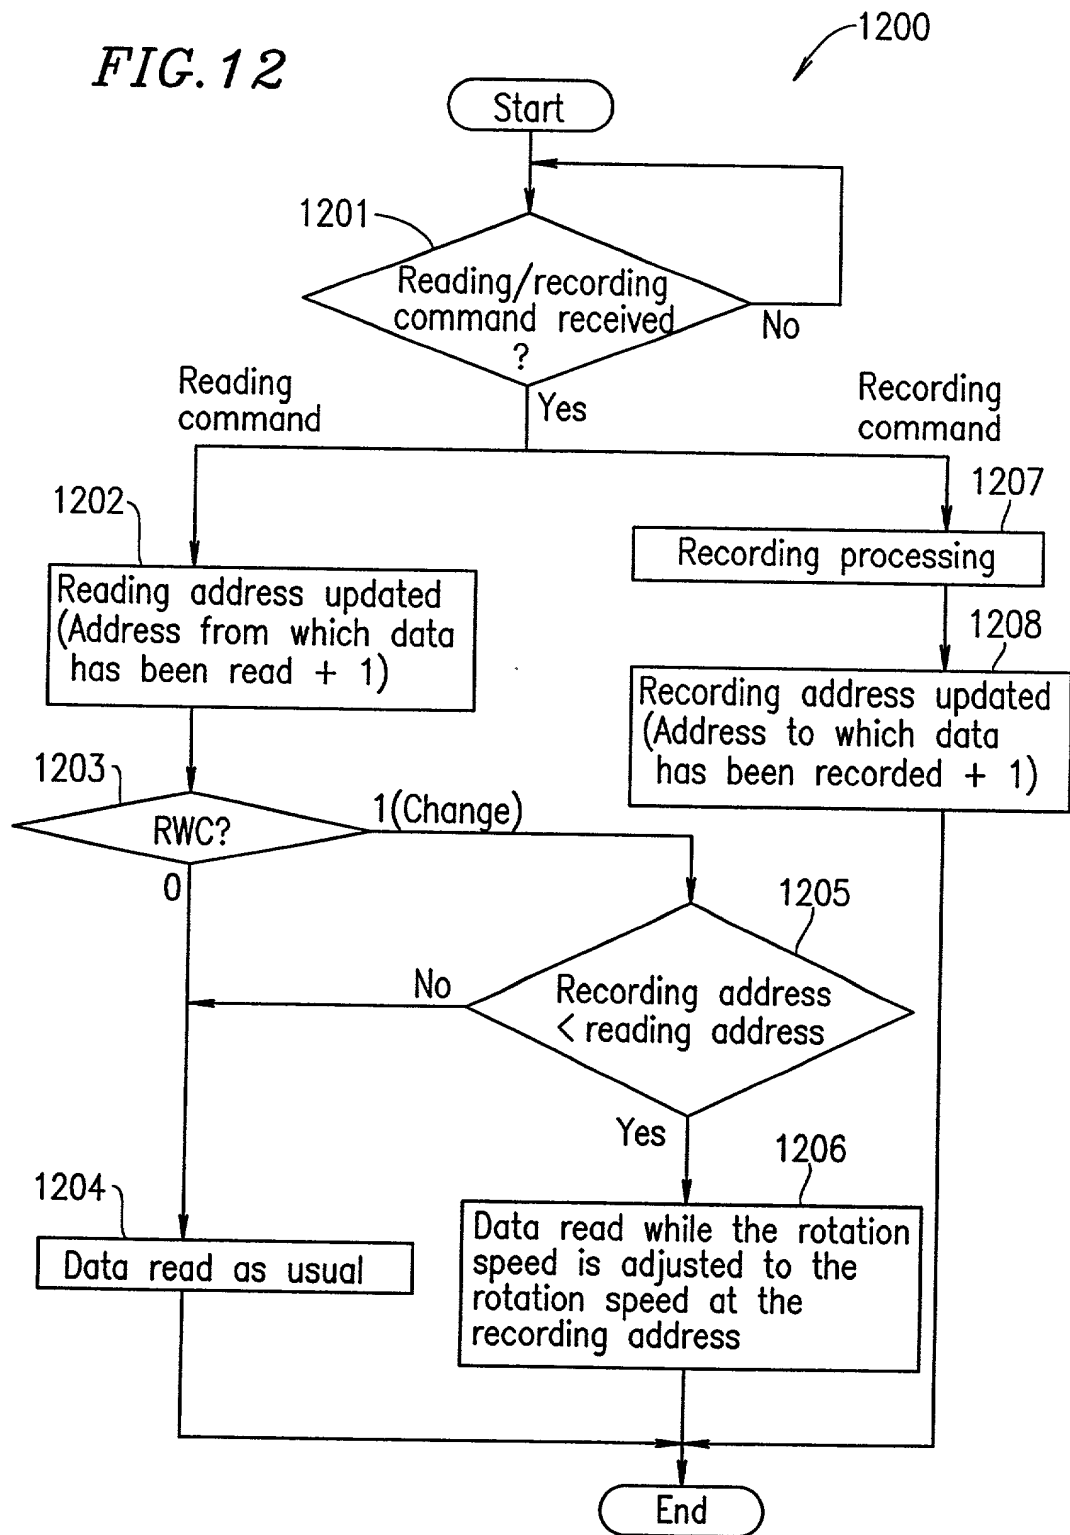 FIG.12
1200
Start
1201
Reading/recording
command received
?
No
Yes
Reading
command
Recording
command
1202
Reading address updated
(Address from which data
has been read + 1)
1207
Recording processing
1208
Recording address updated
(Address to which data
has been recorded + 1)
1203
RWC?
1(Change)
0
1205
Recording address
< reading address
No
Yes
1204
Data read as usual
1206
Data read while the rotation
speed is adjusted to the
rotation speed at the
recording address
End